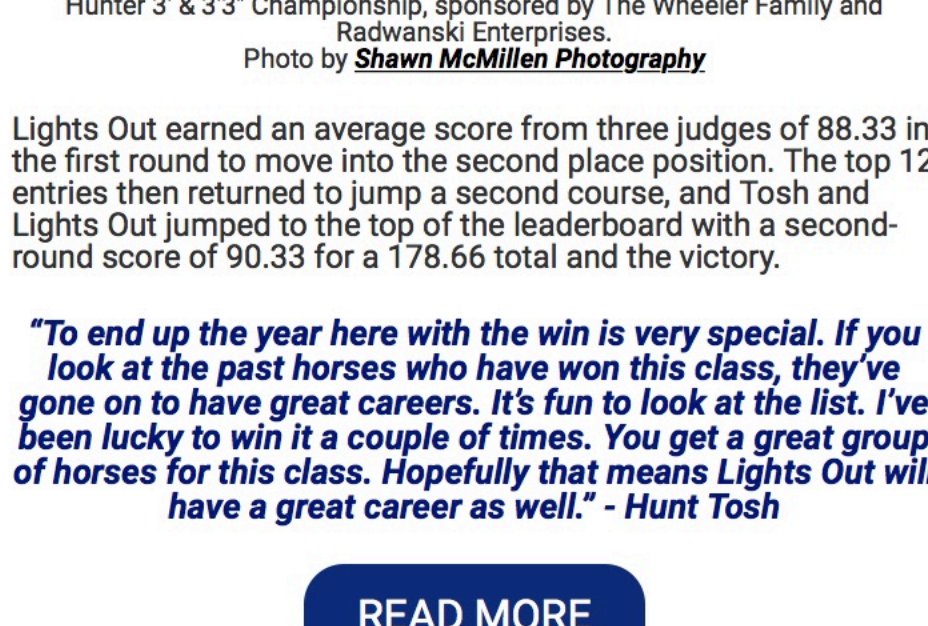 Hunter 3' & 3'3" Championship, sponsored by The Wheeler Family and
Radwanski Enterprises.
Photo by Shawn McMillen Photography
Lights Out earned an average score from three judges of 88.33 in
the first round to move into the second place position. The top 12
entries then returned to jump a second course, and Tosh and
Lights Out jumped to the top of the leaderboard with a second-
round score of 90.33 for a 178.66 total and the victory.
“To end up the year here with the win is very special. If you
look at the past horses who have won this class, they’ve
gone on to have great careers. It’s fun to look at the list. I’ve
been lucky to win it a couple of times. You get a great group
of horses for this class. Hopefully that means Lights Out will
have a great career as well.” - Hunt Tosh
READ MORE